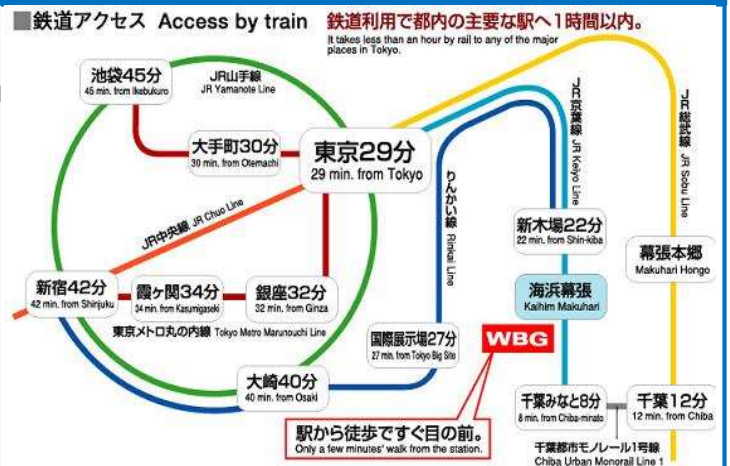 ■鉄道アクセス Access by train
鉄道利用で都内の主要な駅へ1時間以内。
It takes less than an hour by rail to any of the major
places in Tokyo.
池袋45分
45 min. from Ikebukuro
JR山手線
JR Yamanote Line
大手町30分
30 min. from Otemachi
東京29分
29 min. from Tokyo
JR中央線 JR Chuo Line
りんかい線 Rinkai Line
JR京葉線 JR Keiyo Line
JR総武線 JR Sobu Line
新木場22分
22 min. from Shin-kiba
幕張本郷
Makuhari Hongo
新宿42分
42 min. from Shinjuku
霞ヶ関34分
34 min. from Kasumigaseki
銀座32分
32 min. from Ginza
海浜幕張
Kaihim Makuhari
東京メトロ丸の内線 Tokyo Metro Marunouchi Line
国際展示場27分
27 min. from Tokyo Big Site
WBG
大崎40分
40 min. from Osaki
千葉みなと8分
8 min. from Chiba-minato
千葉12分
12 min. from Chiba
駅から徒歩ですぐ目の前。
Only a few minutes' walk from the station.
千葉都市モノレール1号線
Chiba Urban Monorail Line 1